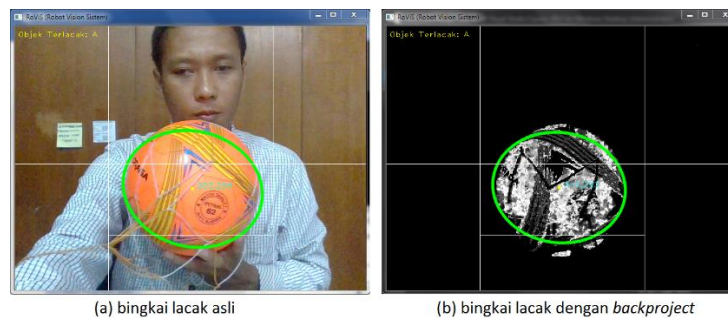 RoViS (Robot Vision Sistem)
Objek Terlacak: A
62
(a) bingkai lacak asli
RoViS (Robot Vision Sistem)
Objek Terlacak: A
(b) bingkai lacak dengan backproject